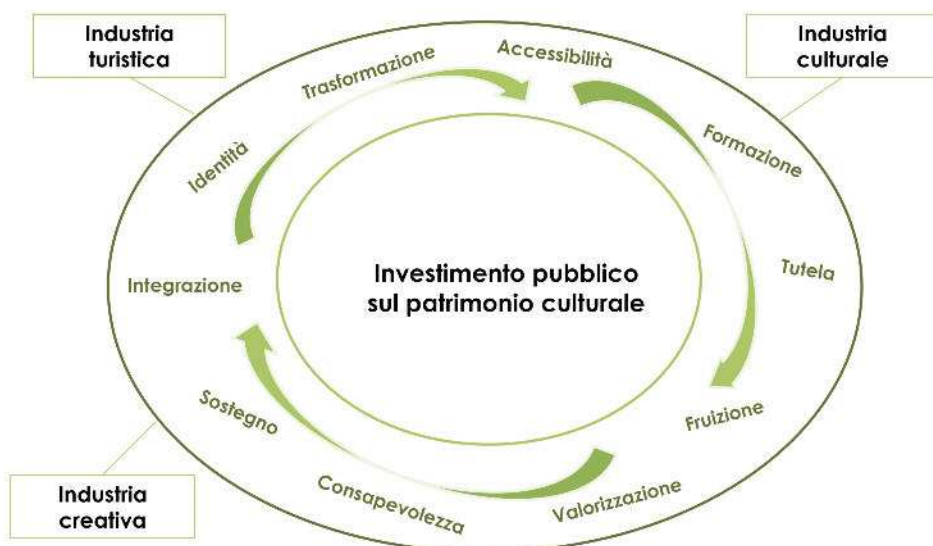 Industria
turistica
Industria
culturale
Trasformazione
Accessibilità
Formazione
Identità
Tutela
Integrazione
Investimento pubblico
sul patrimonio culturale
Sostegno
Fruizione
Consapevolezza
Valorizzazione
Industria
creativa